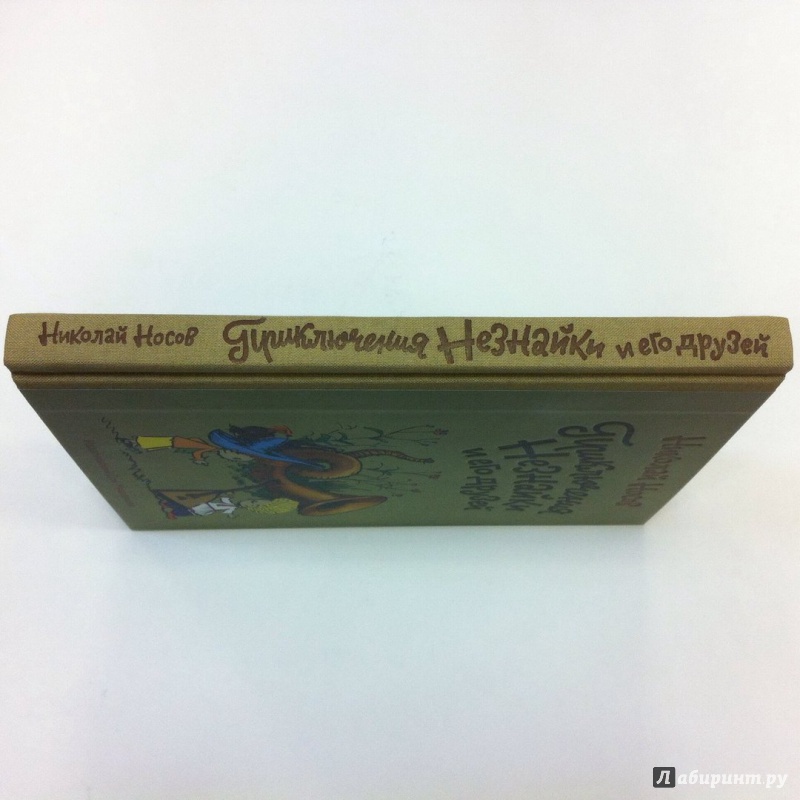 Николай Носов Приключения Незнайки и его друзей
Николай Носов
Приключения
Незнайки
и его друзей
Лабиринт.ру